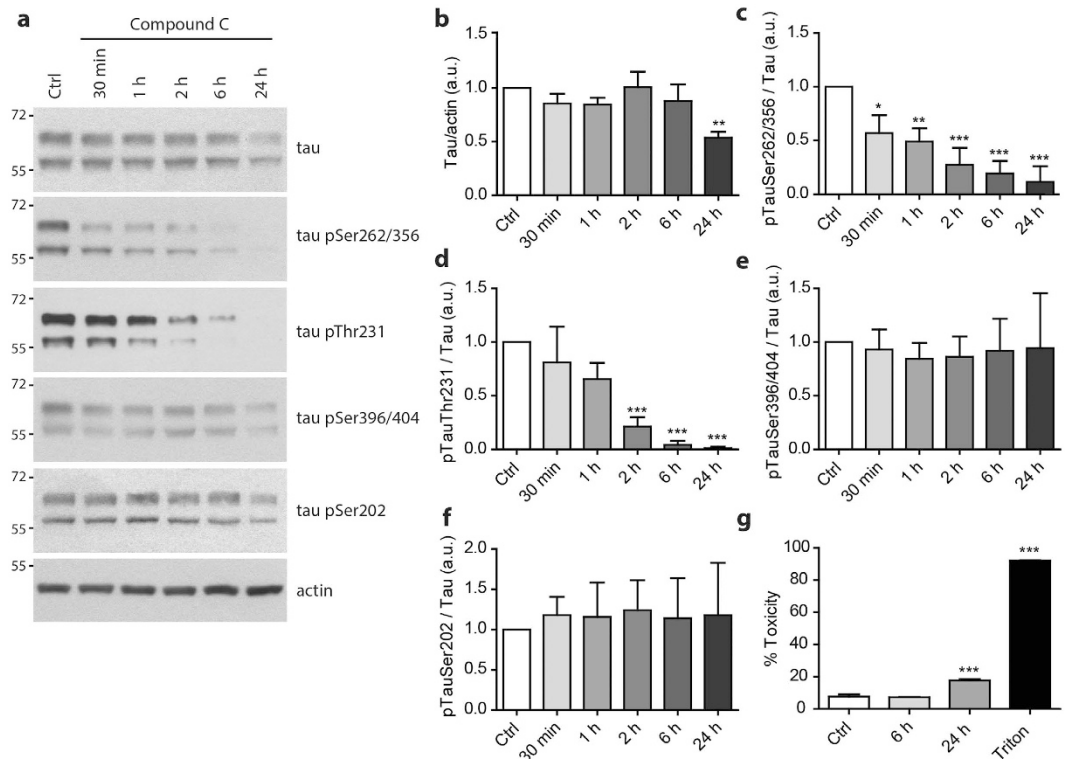 a
Compound C
Ctrl
30 min
1 h
2 h
6 h
24 h
72
55
tau
72
55
tau pSer262/356
72
55
tau pThr231
72
55
tau pSer396/404
72
55
tau pSer202
55
actin
b
Tau/actin (a.u.)
1.5
1.0
0.5
0.0
**
Ctrl
30 min
1 h
2 h
6 h
24 h
c
pTauSer262/356 / Tau (a.u.)
1.5
1.0
0.5
0.0
*
**
***
***
***
Ctrl
30 min
1 h
2 h
6 h
24 h
d
pTauThr231 / Tau (a.u.)
1.5
1.0
0.5
0.0
***
***
***
Ctrl
30 min
1 h
2 h
6 h
24 h
e
pTauSer396/404 / Tau (a.u.)
1.5
1.0
0.5
0.0
Ctrl
30 min
1 h
2 h
6 h
24 h
f
pTauSer202 / Tau (a.u.)
2.0
1.5
1.0
0.5
0.0
Ctrl
30 min
1 h
2 h
6 h
24 h
g
% Toxicity
100
80
60
40
20
0
***
***
Ctrl
6 h
24 h
Triton